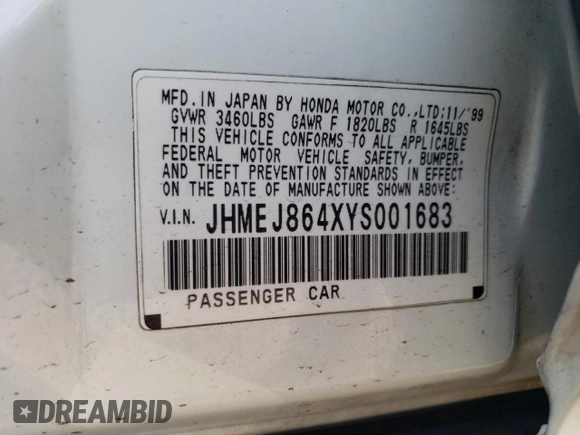 MFD. IN JAPAN BY HONDA MOTOR CO.,LTD:11/'99
GVWR 3460LBS GAWR F 1820LBS R 1645LBS
THIS VEHICLE CONFORMS TO ALL APPLICABLE
FEDERAL MOTOR VEHICLE SAFETY, BUMPER,
AND THEFT PREVENTION STANDARDS IN EFFECT
ON THE DATE OF MANUFACTURE SHOWN ABOVE:
V.I.N. JHMEJ864XYS001683
PASSENGER CAR
DREAMBID